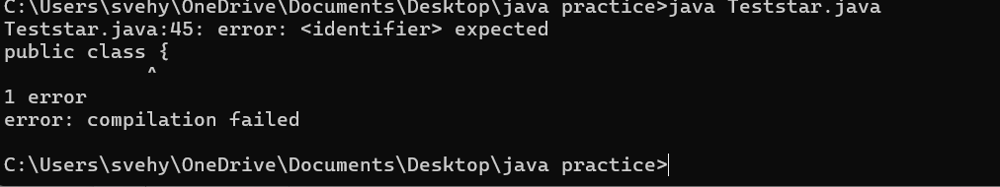 C:\Users\svehy\OneDrive\Documents\Desktop\java practice>java Teststar.java
Teststar.java:45: error: <identifier> expected
public class {
            ^
1 error
error: compilation failed
C:\Users\svehy\OneDrive\Documents\Desktop\java practice>